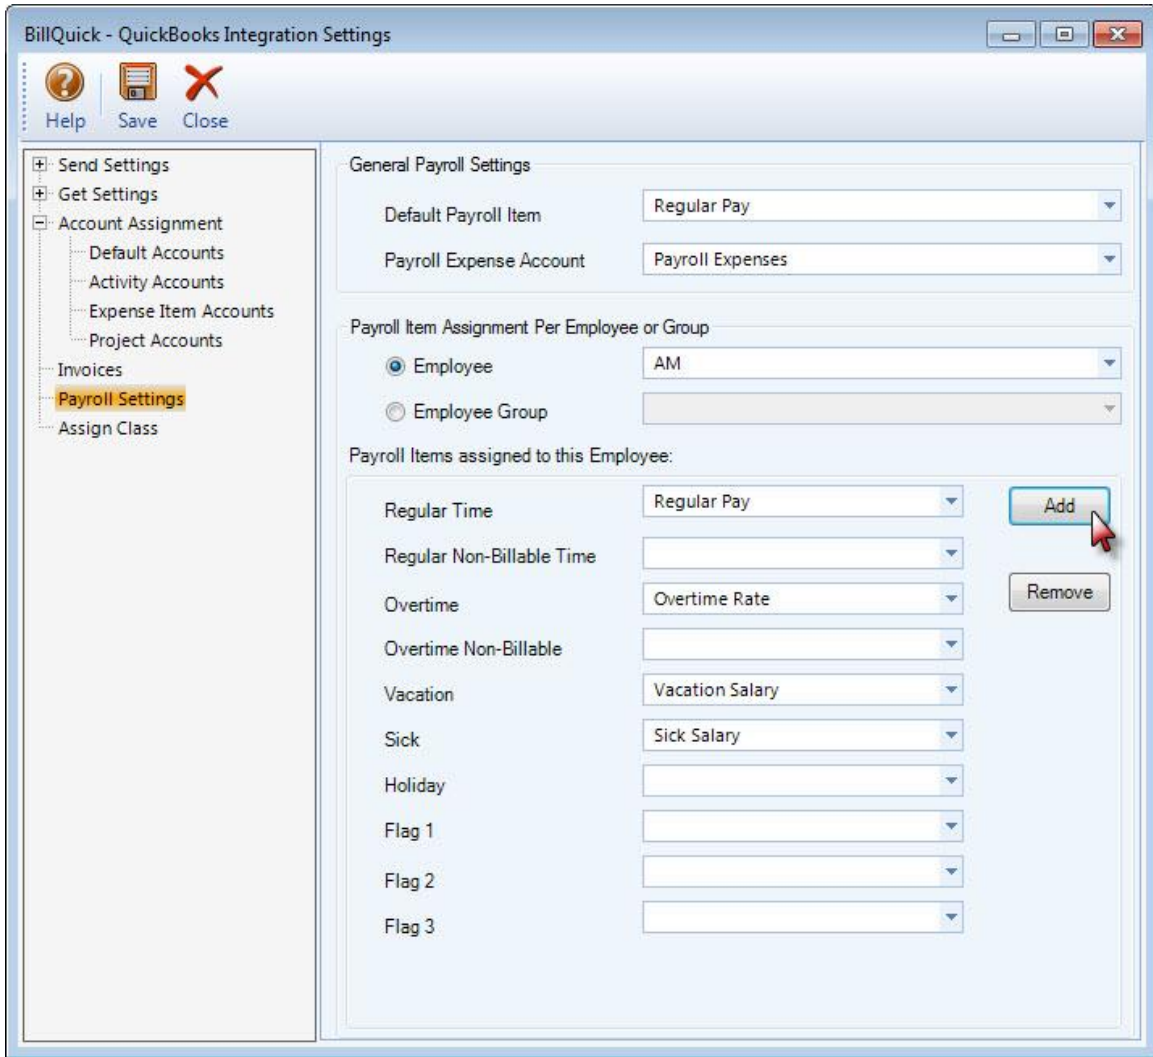 BillQuick - QuickBooks Integration Settings
Help Save Close
Send Settings
Get Settings
Account Assignment
Default Accounts
Activity Accounts
Expense Item Accounts
Project Accounts
Invoices
Payroll Settings
Assign Class
General Payroll Settings
Default Payroll Item Regular Pay
Payroll Expense Account Payroll Expenses
Payroll Item Assignment Per Employee or Group
Employee AM
Employee Group
Payroll Items assigned to this Employee:
Regular Time Regular Pay Add
Regular Non-Billable Time
Overtime Overtime Rate Remove
Overtime Non-Billable
Vacation Vacation Salary
Sick Sick Salary
Holiday
Flag 1
Flag 2
Flag 3